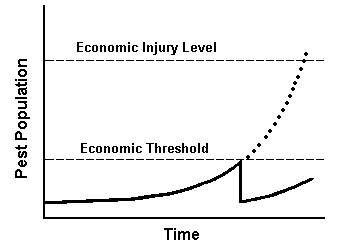 Economic Injury Level
Economic Threshold
Pest Population
Time